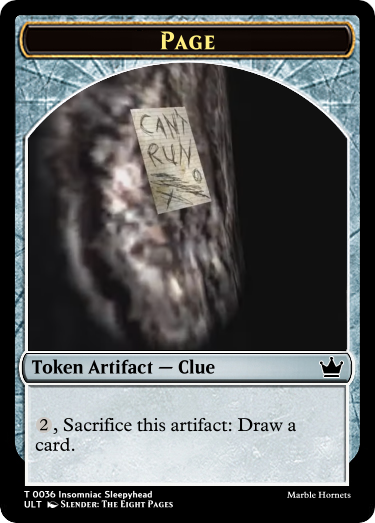 PAGE
CAN'T
RUN
X
Token Artifact — Clue
2, Sacrifice this artifact: Draw a
card.
T 0036 Insomniac Sleepyhead
ULT SLENDER: THE EIGHT PAGES
Marble Hornets